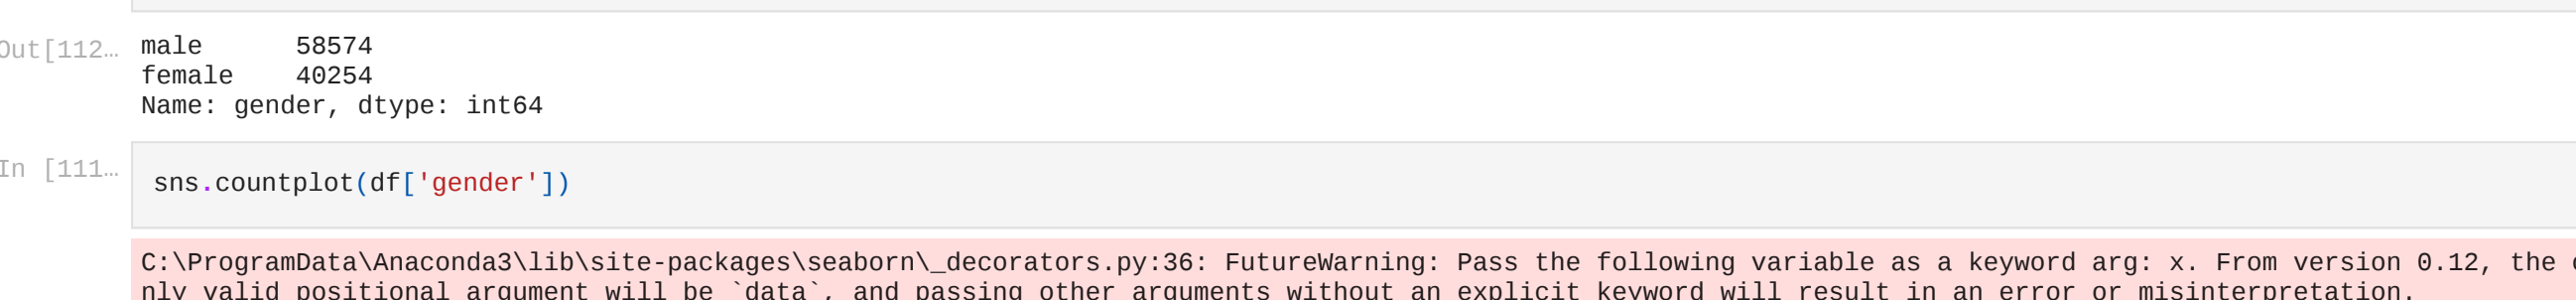 Out[112…
male      58574
female    40254
Name: gender, dtype: int64
In [111…
sns.countplot(df['gender'])
C:\ProgramData\Anaconda3\lib\site-packages\seaborn\_decorators.py:36: FutureWarning: Pass the following variable as a keyword arg: x. From version 0.12, the o
nly valid positional argument will be `data`, and passing other arguments without an explicit keyword will result in an error or misinterpretation.